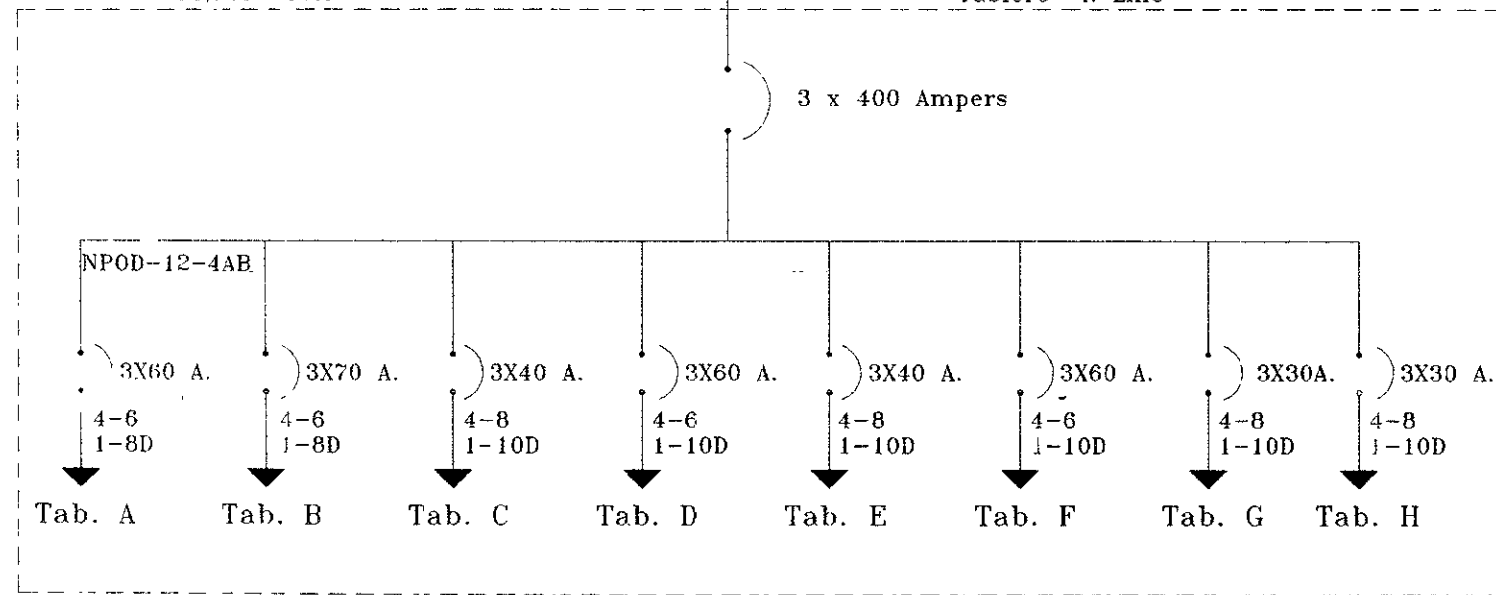 3 x 400 Ampers
NPOD-12-4AB
3X60 A.
3X70 A.
3X40 A.
3X60 A.
3X40 A.
3X60 A.
3X30A.
3X30 A.
4-6
1-8D
4-6
1-8D
4-8
1-10D
4-6
1-10D
4-8
1-10D
4-6
1-10D
4-8
1-10D
4-8
1-10D
Tab. A
Tab. B
Tab. C
Tab. D
Tab. E
Tab. F
Tab. G
Tab. H